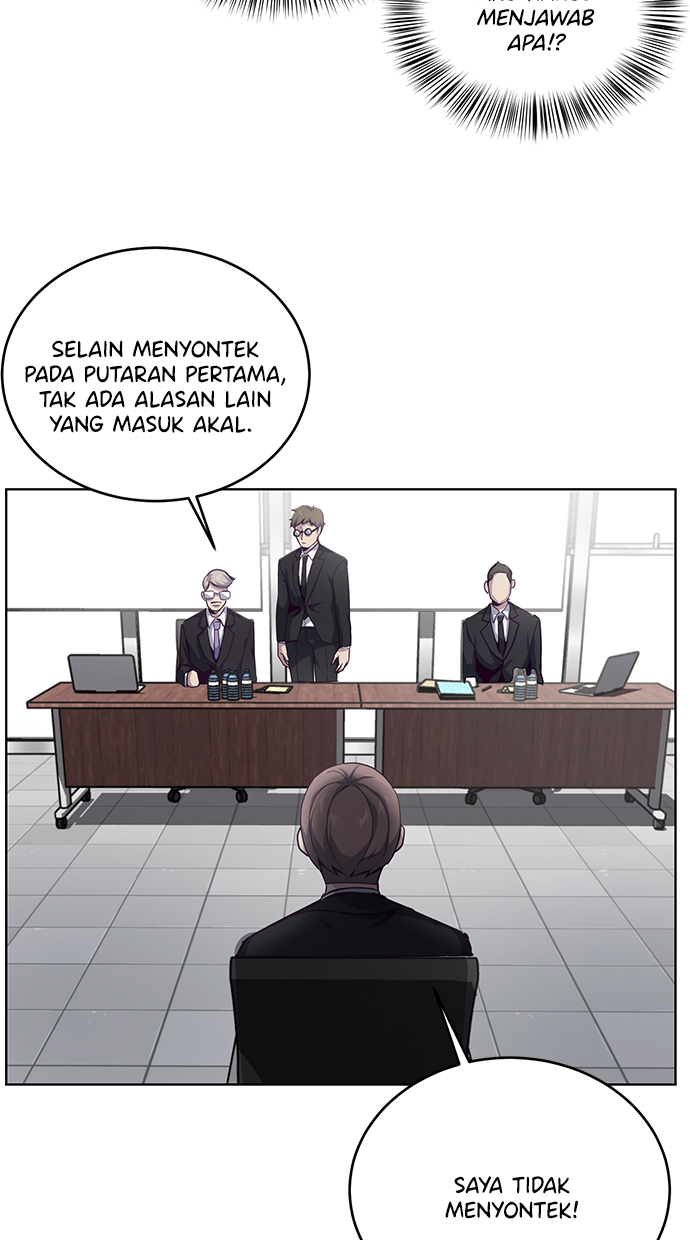 MENJAWAB
APA!?
SELAIN MENYONTEK
PADA PUTARAN PERTAMA,
TAK ADA ALASAN LAIN
YANG MASUK AKAL.
SAYA TIDAK
MENYONTEK!